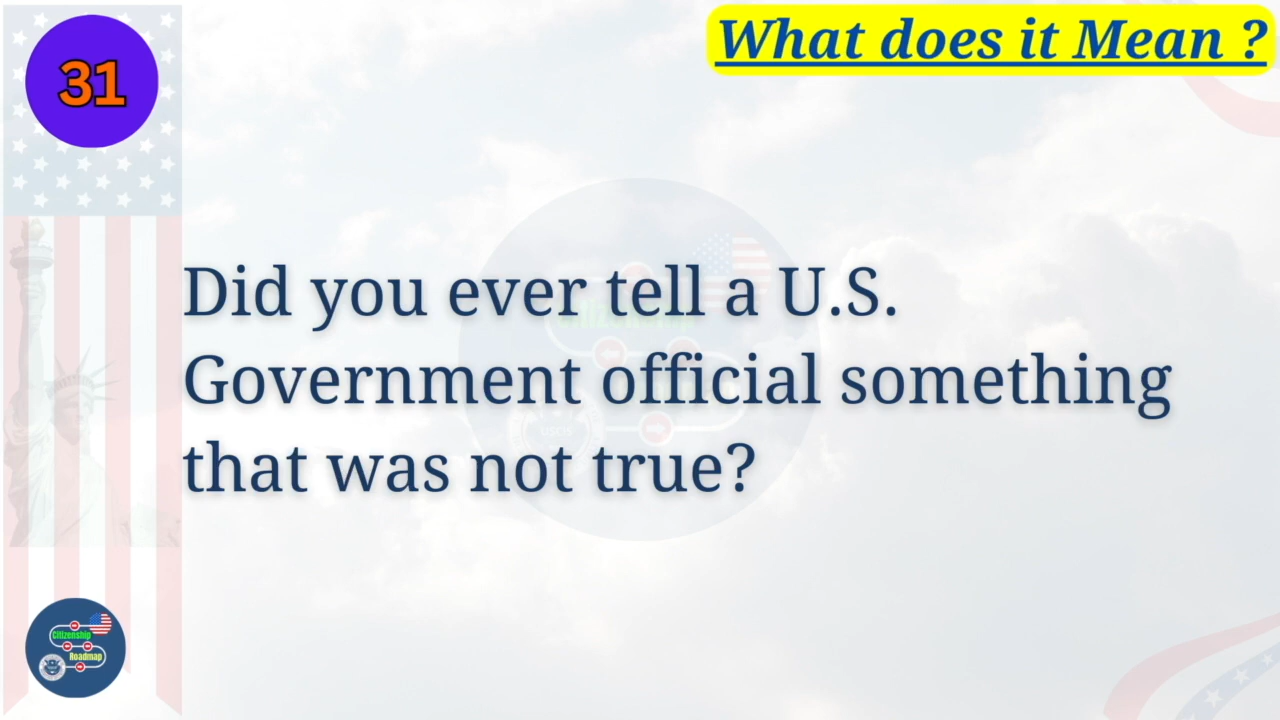 31
What does it Mean ?
Did you ever tell a U.S.
Government official something
that was not true?
Citizenship
Roadmap